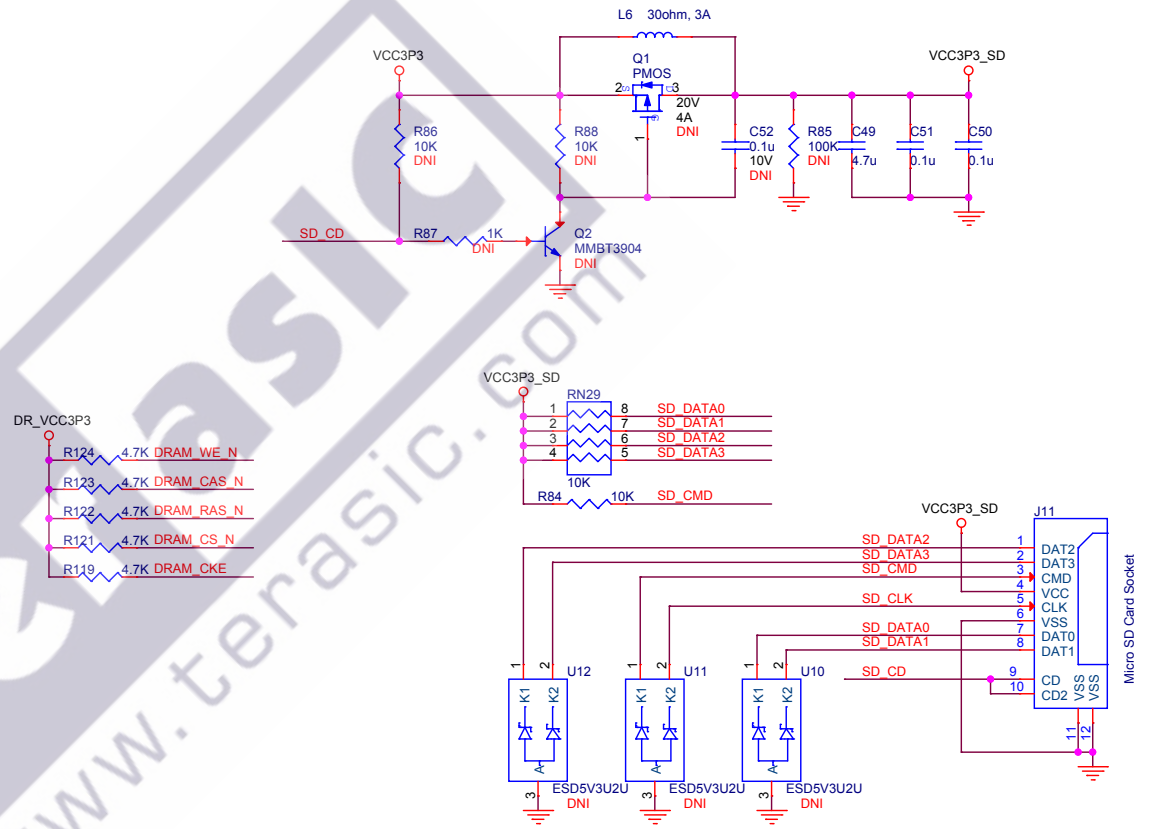 L6 30ohm, 3A
VCC3P3
Q1
PMOS
VCC3P3_SD
2 S D 3
20V
4A
DNI
G
1
R86
10K
DNI
R88
10K
DNI
C52
0.1u
10V
DNI
R85
100K
DNI
C49
4.7u
C51
0.1u
C50
0.1u
SD_CD
R87 1K
DNI
Q2
MMBT3904
DNI
VCC3P3_SD
RN29
1 8 SD_DATA0
2 7 SD_DATA1
3 6 SD_DATA2
4 5 SD_DATA3
10K
R84 10K SD_CMD
DR_VCC3P3
R124 4.7K DRAM_WE_N
R123 4.7K DRAM_CAS_N
R122 4.7K DRAM_RAS_N
R121 4.7K DRAM_CS_N
R119 4.7K DRAM_CKE
VCC3P3_SD
J11
SD_DATA2 1 DAT2
SD_DATA3 2 DAT3
SD_CMD 3 CMD
4 VCC
SD_CLK 5 CLK
6 VSS
SD_DATA0 7 DAT0
SD_DATA1 8 DAT1
SD_CD 9 CD
10 CD2
VSS
VSS
11
12
Micro SD Card Socket
1 2 U12
K1 K2
A
3
ESD5V3U2U
DNI
1 2 U11
K1 K2
A
3
ESD5V3U2U
DNI
1 2 U10
K1 K2
A
3
ESD5V3U2U
DNI
erasic
www.terasic.com